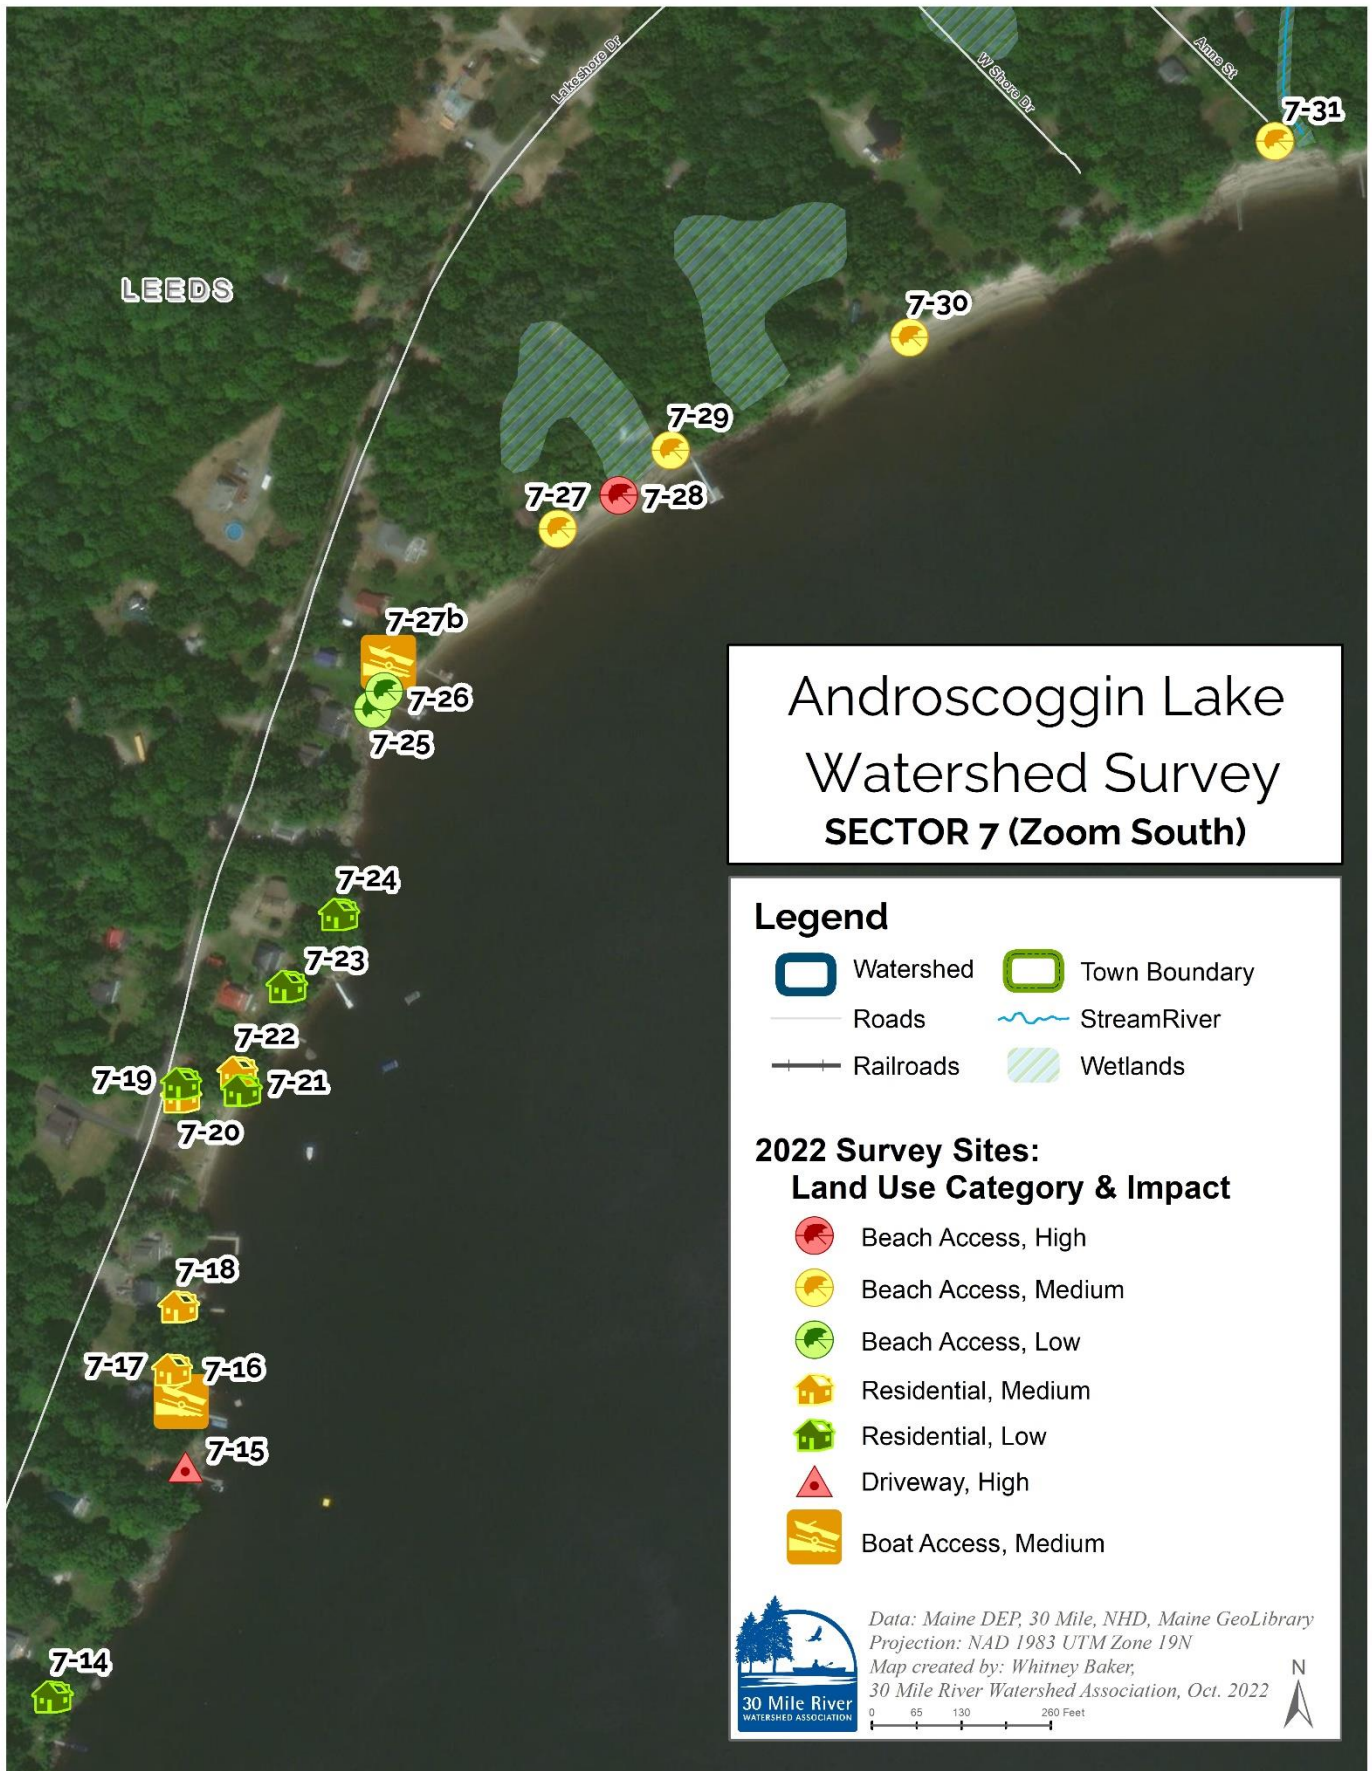 Lakeshore Dr
W Shore Dr
Anne St
7-31
LEEDS
7-30
7-29
7-27
7-28
7-27b
7-26
7-25
Androscoggin Lake
Watershed Survey
SECTOR 7 (Zoom South)
7-24
7-23
7-22
7-19
7-21
7-20
7-18
7-17
7-16
7-15
7-14
Legend
Watershed
Town Boundary
Roads
StreamRiver
Railroads
Wetlands
2022 Survey Sites:
Land Use Category & Impact
Beach Access, High
Beach Access, Medium
Beach Access, Low
Residential, Medium
Residential, Low
Driveway, High
Boat Access, Medium
30 Mile River
WATERSHED ASSOCIATION
Data: Maine DEP, 30 Mile, NHD, Maine GeoLibrary
Projection: NAD 1983 UTM Zone 19N
Map created by: Whitney Baker,
30 Mile River Watershed Association, Oct. 2022
0 65 130 260 Feet
N